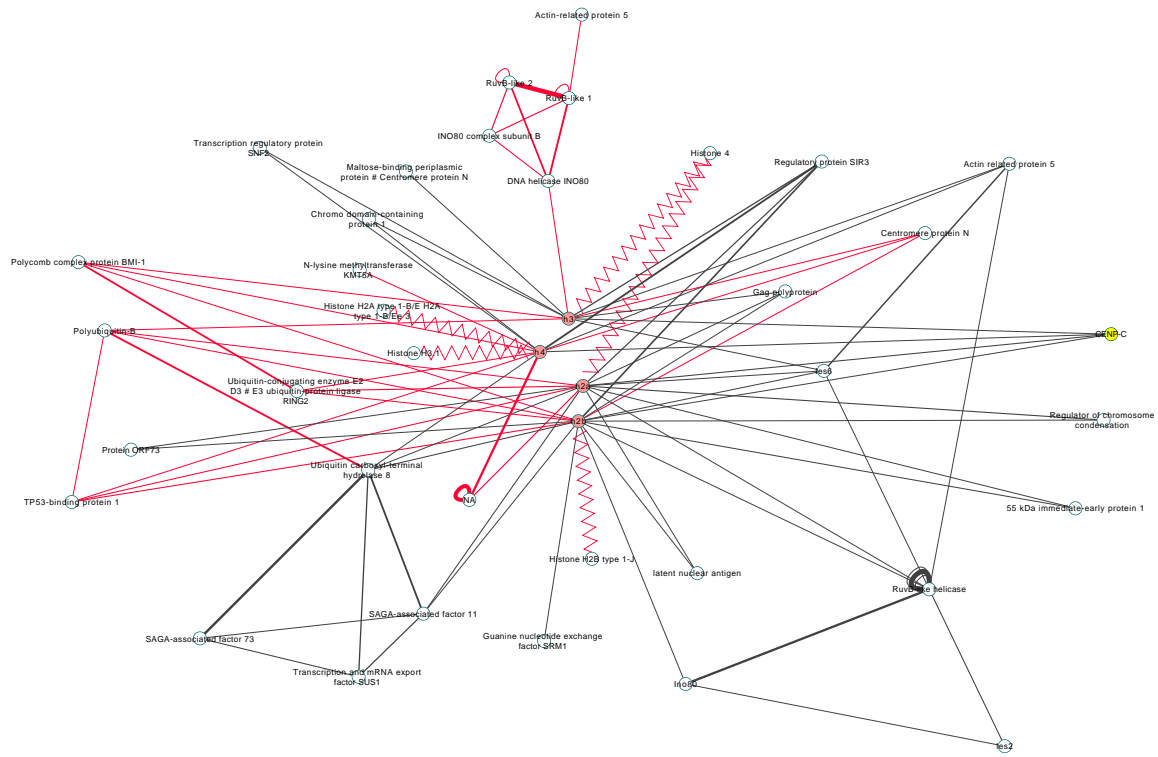 Actin-related protein 5
RuvB-like 2
RuvB-like 1
INO80 complex subunit B
Transcription regulatory protein
SNF2
Histone 4
Regulatory protein SIR3
Actin related protein 5
Maltose-binding periplasmic
protein # Centromere protein N
DNA helicase INO80
Chromo domain-containing
protein 1
Centromere protein N
Polycomb complex protein BMI-1
N-lysine methyltransferase
KMT5A
Gag polyprotein
Histone H2A type 1-B/E H2A
type 1-B/Ee 3
h3
Polyubiquitin-B
CENP-C
Histone H3.1
h4
Ies6
Ubiquitin-conjugating enzyme E2
D3 # E3 ubiquitin-protein ligase
RING2
h2a
h2b
Regulator of chromosome
condensation
Protein ORF73
Ubiquitin carboxyl-terminal
hydrolase 8
TP53-binding protein 1
NA
55 kDa immediate-early protein 1
Histone H2B type 1-J
latent nuclear antigen
RuvB-like helicase
SAGA-associated factor 11
SAGA-associated factor 73
Guanine nucleotide exchange
factor SRM1
Transcription and mRNA export
factor SUS1
Ino80
Ies2